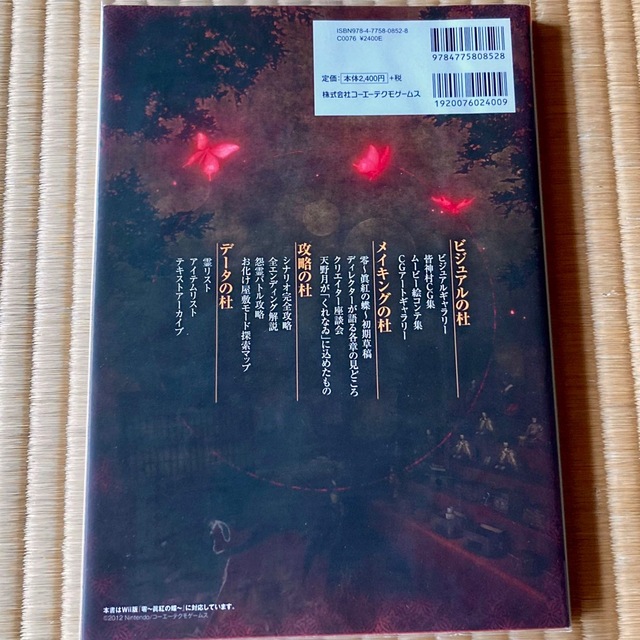 ISBN978-4-7758-0852-8
C0076 ¥2400E
定価: 本体2,400円 +税
株式会社コーエーテクモゲームス
9784775808528
1920076024009
ビジュアルの杜
ビジュアルギャラリー
皆神村CG集
ムービー絵コンテ集
CGアートギャラリー
メイキングの杜
零~眞紅の蝶~初期草稿
ディレクターが語る各章の見どころ
クリエイター座談会
天野月が「くれなゐ」に込めたもの
攻略の杜
シナリオ完全攻略
全エンディング解説
怨霊バトル攻略
お化け屋敷モード探索マップ
データの杜
霊リスト
アイテムリスト
テキストアーカイブ
本書はWii版『零~眞紅の蝶~』に対応しています。
©2012 Nintendo/コーエーテクモゲームス